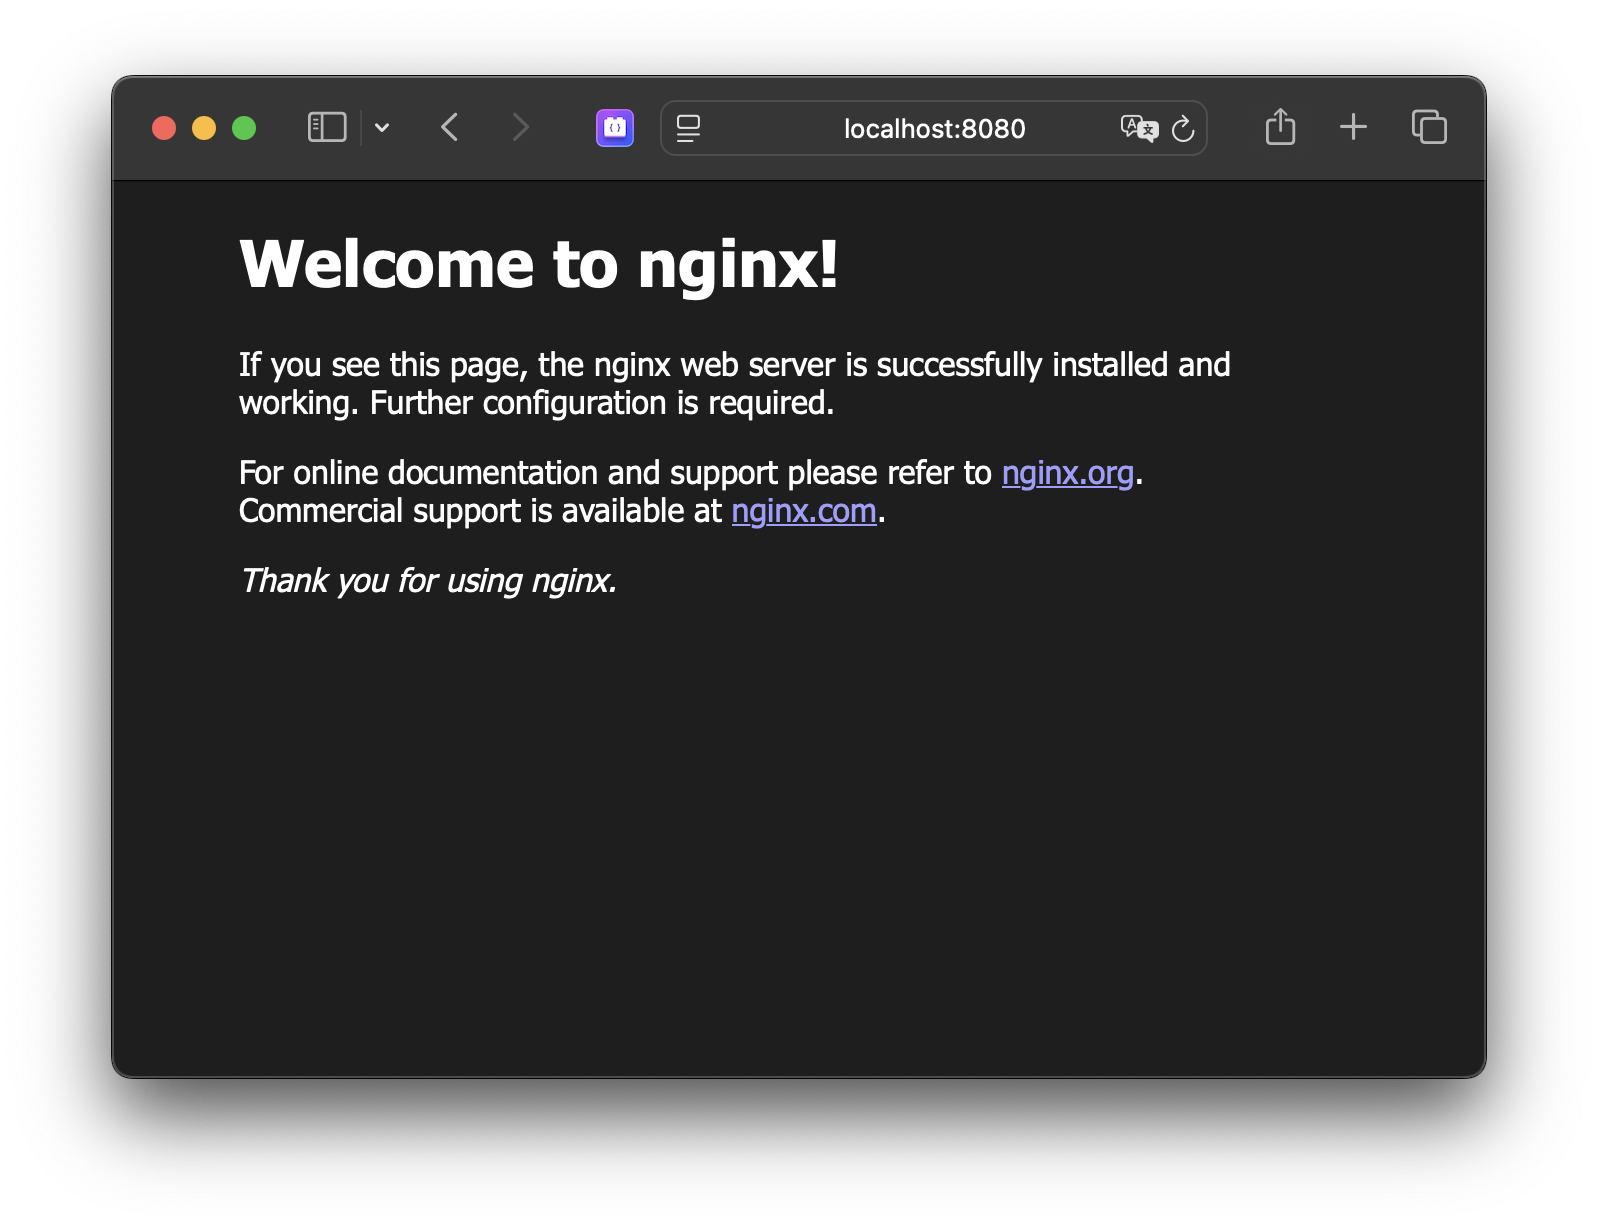 localhost:8080
Welcome to nginx!
If you see this page, the nginx web server is successfully installed and
working. Further configuration is required.
For online documentation and support please refer to nginx.org.
Commercial support is available at nginx.com.
Thank you for using nginx.